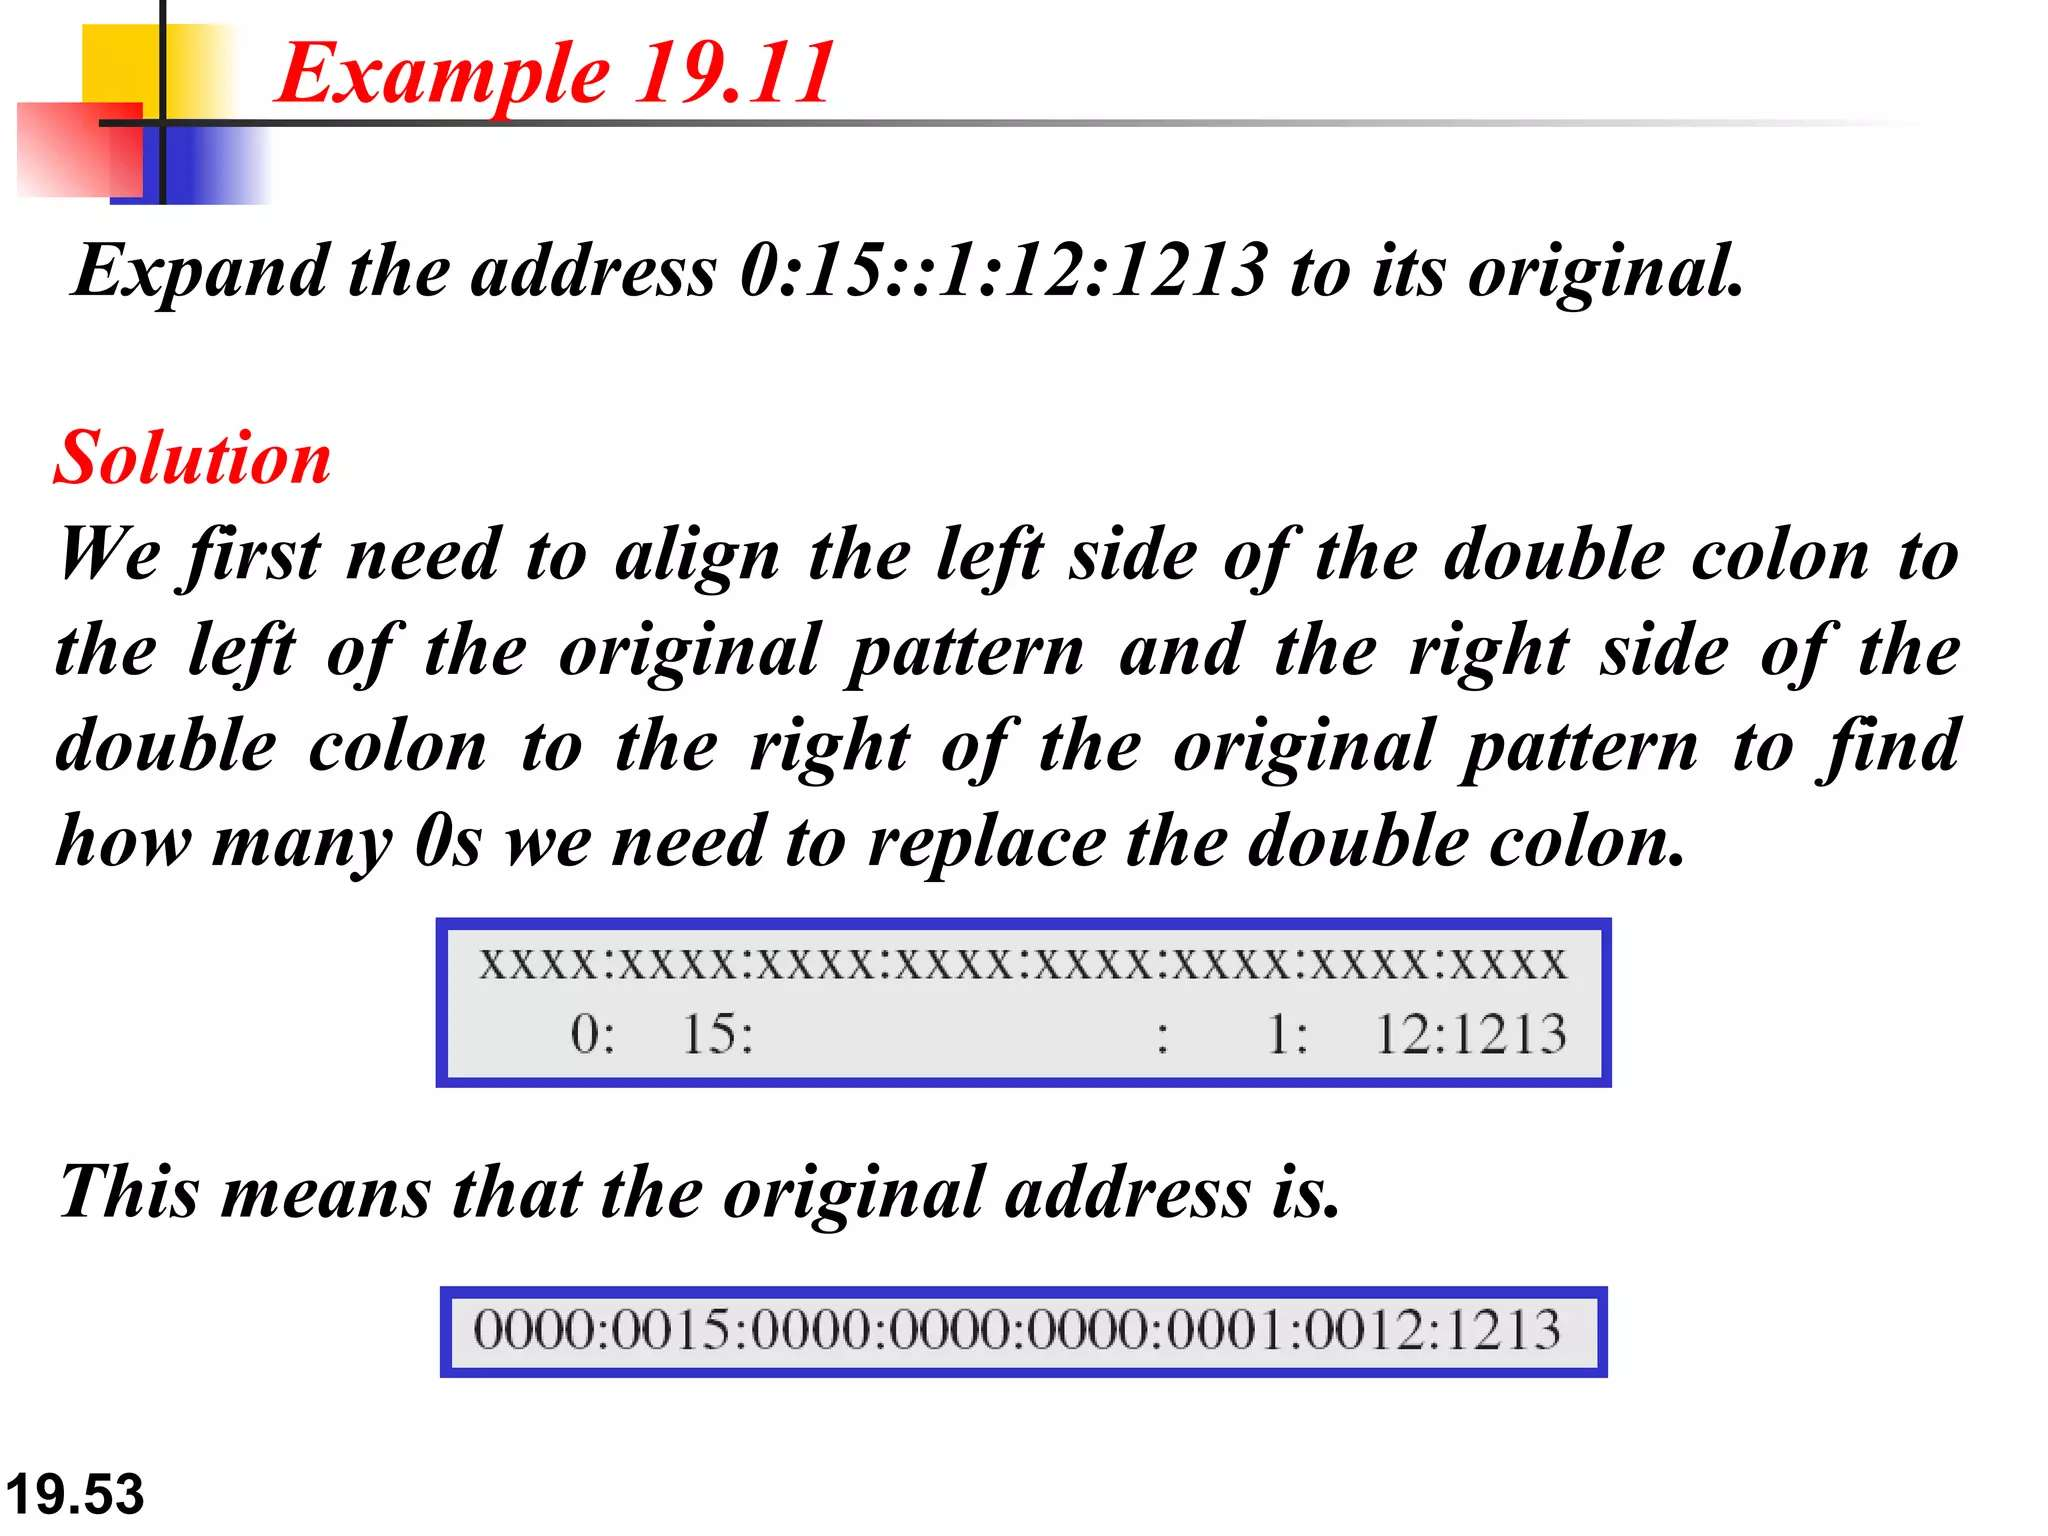 Example 19.11
Expand the address 0:15::1:12:1213 to its original.
Solution
We first need to align the left side of the double colon to
the left of the original pattern and the right side of the
double colon to the right of the original pattern to find
how many 0s we need to replace the double colon.
xxxx:xxxx:xxxx:xxxx:xxxx:xxxx:xxxx:xxxx
0: 15: : 1: 12:1213
This means that the original address is.
0000:0015:0000:0000:0000:0001:0012:1213
19.53